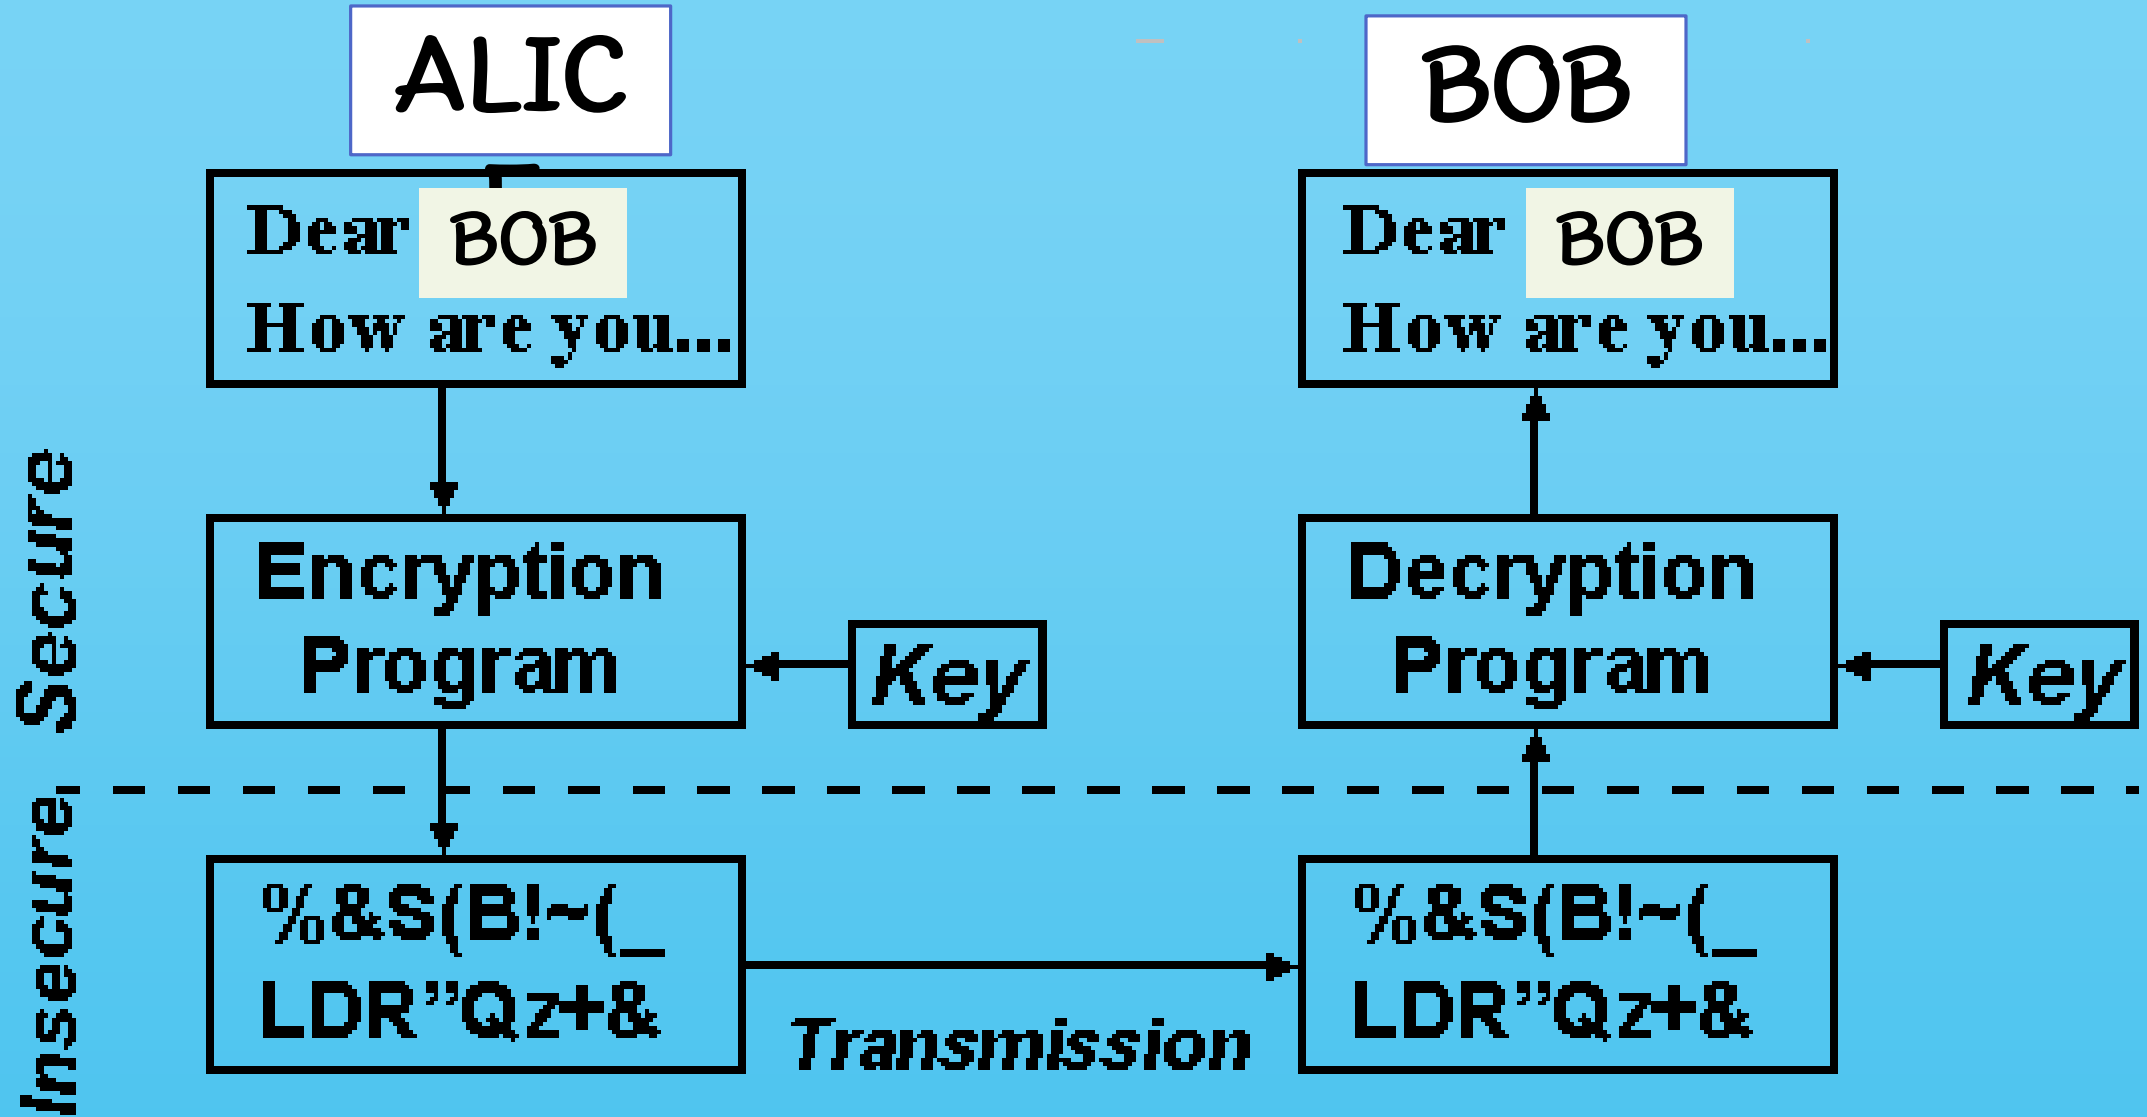 ALIC
BOB
Dear BOB
How are you...
Dear BOB
How are you...
Secure
Encryption
Program
Key
Decryption
Program
Key
Insecure
%&S(B!~(_
LDR”Qz+&
Transmission
%&S(B!~(_
LDR”Qz+&